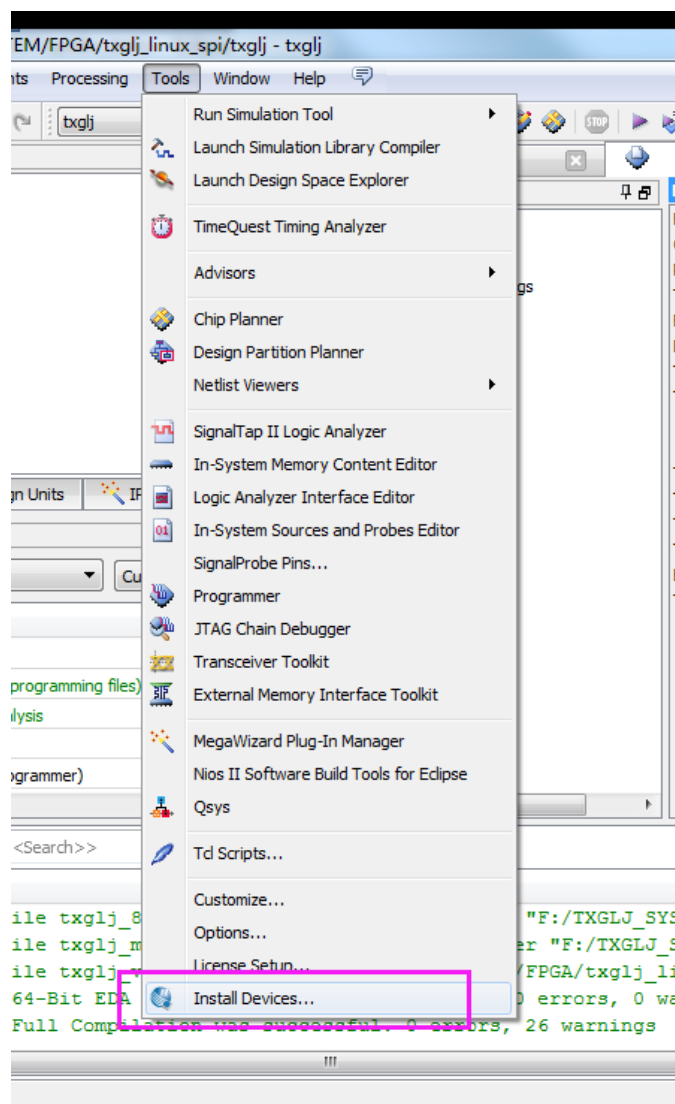 EM/FPGA/txglj_linux_spi/txglj - txglj
nts Processing Tools Window Help
txglj
Run Simulation Tool
STOP
Launch Simulation Library Compiler
Launch Design Space Explorer
TimeQuest Timing Analyzer
Advisors
gs
Chip Planner
Design Partition Planner
Netlist Viewers
SignalTap II Logic Analyzer
In-System Memory Content Editor
gn Units IP
Logic Analyzer Interface Editor
In-System Sources and Probes Editor
SignalProbe Pins...
Cu
Programmer
JTAG Chain Debugger
Transceiver Toolkit
programming files)
External Memory Interface Toolkit
alysis
MegaWizard Plug-In Manager
ogrammer)
Nios II Software Build Tools for Eclipse
Qsys
<Search>>
Tcl Scripts...
Customize...
ile txglj_8 "F:/TXGLJ_SYS
Options...
ile txglj_m er "F:/TXGLJ_S
License Setup...
ile txglj_v /FPGA/txglj_li
64-Bit EDA Install Devices... 0 errors, 0 wa
Full Compilation was successful. 0 errors, 26 warnings